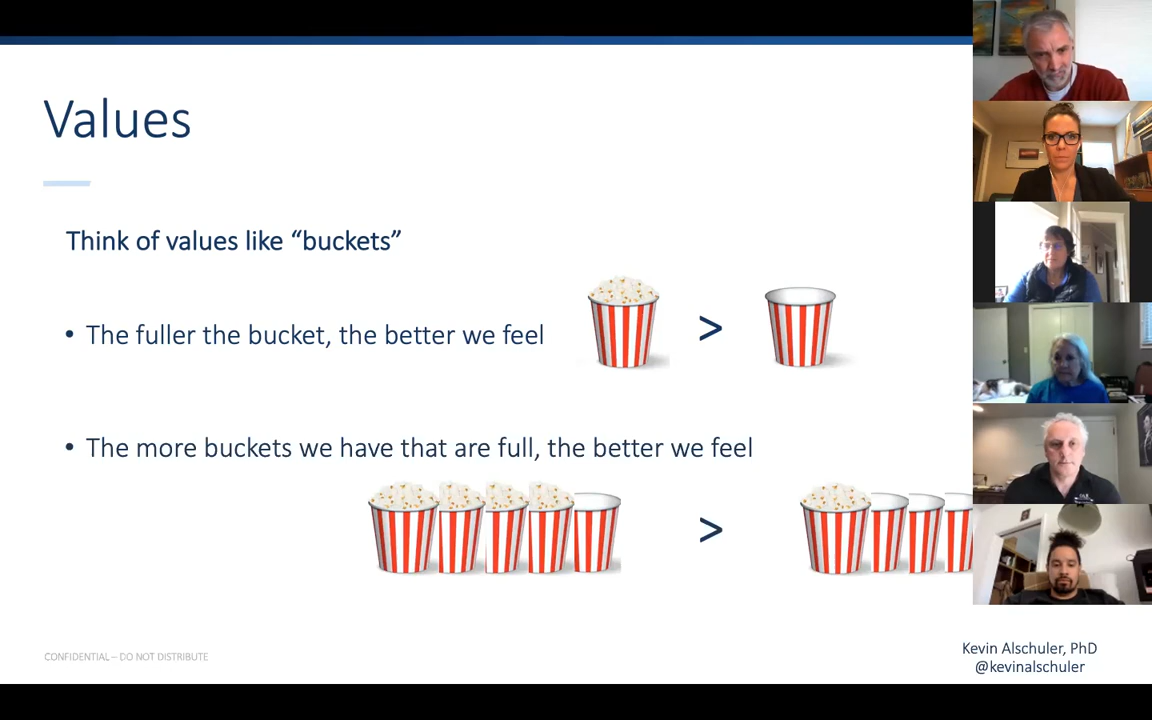 Values
Think of values like “buckets”
• The fuller the bucket, the better we feel
>
• The more buckets we have that are full, the better we feel
>
CONFIDENTIAL – DO NOT DISTRIBUTE
Kevin Alschuler, PhD
@kevinalschuler